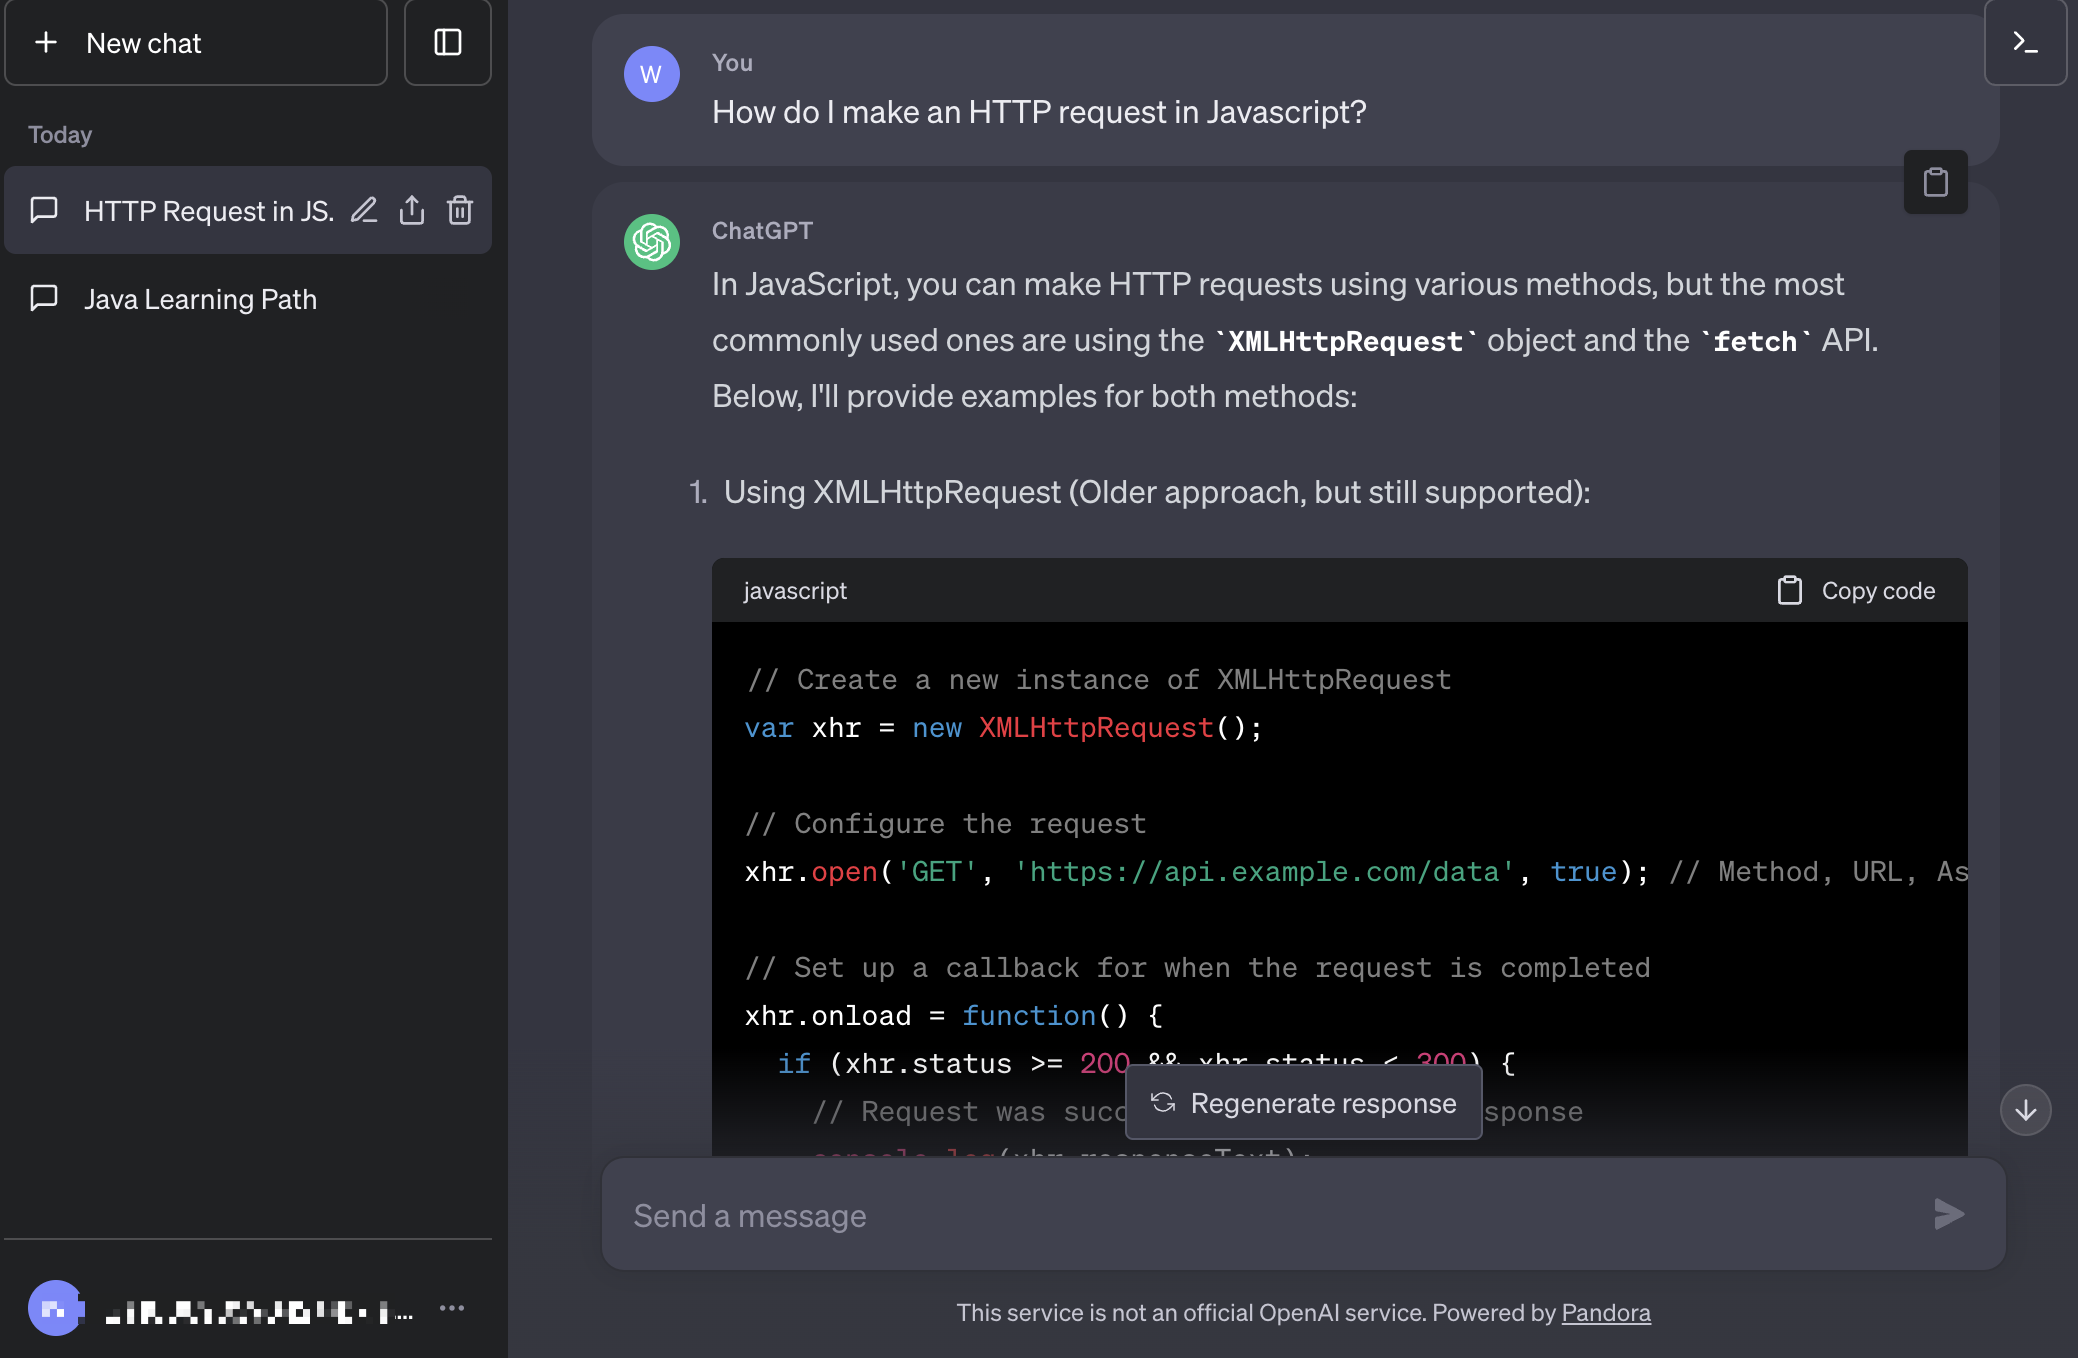 New chat
Today
HTTP Request in JS.
Java Learning Path
...
W
You
How do I make an HTTP request in Javascript?
ChatGPT
In JavaScript, you can make HTTP requests using various methods, but the most
commonly used ones are using the `XMLHttpRequest` object and the `fetch` API.
Below, I'll provide examples for both methods:
1. Using XMLHttpRequest (Older approach, but still supported):
javascript
Copy code
// Create a new instance of XMLHttpRequest
var xhr = new XMLHttpRequest();
// Configure the request
xhr.open('GET', 'https://api.example.com/data', true); // Method, URL, As
// Set up a callback for when the request is completed
xhr.onload = function() {
if (xhr.status >= 200 && xhr.status < 300) {
// Request was succ sponse
console.log(xhr.responseText);
Regenerate response
Send a message
This service is not an official OpenAI service. Powered by Pandora